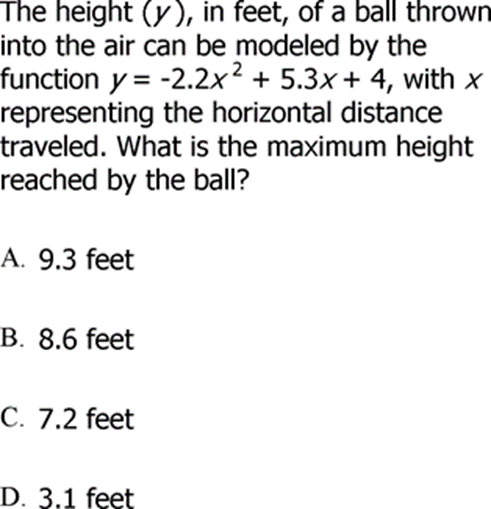 The height (y), in feet, of a ball thrown
into the air can be modeled by the
function y = -2.2x² + 5.3x + 4, with x
representing the horizontal distance
traveled. What is the maximum height
reached by the ball?
A. 9.3 feet
B. 8.6 feet
C. 7.2 feet
D. 3.1 feet